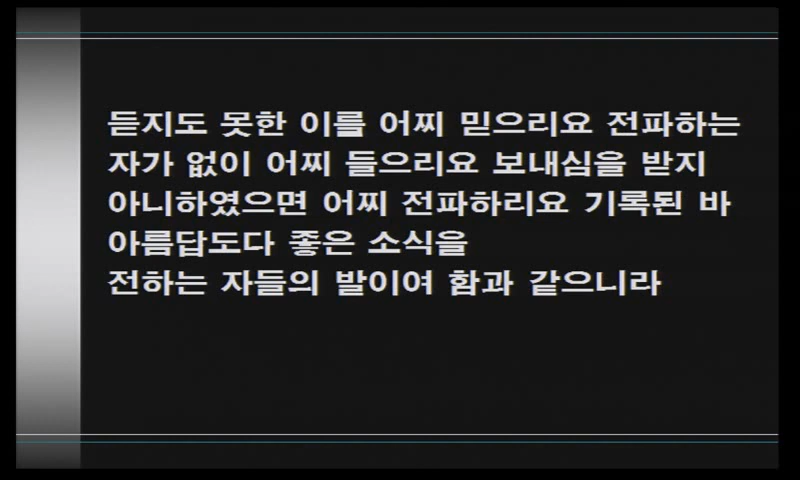 듣지도 못한 이를 어찌 믿으리요 전파하는
자가 없이 어찌 들으리요 보내심을 받지
아니하였으면 어찌 전파하리요 기록된 바
아름답도다 좋은 소식을
전하는 자들의 발이여 함과 같으니라